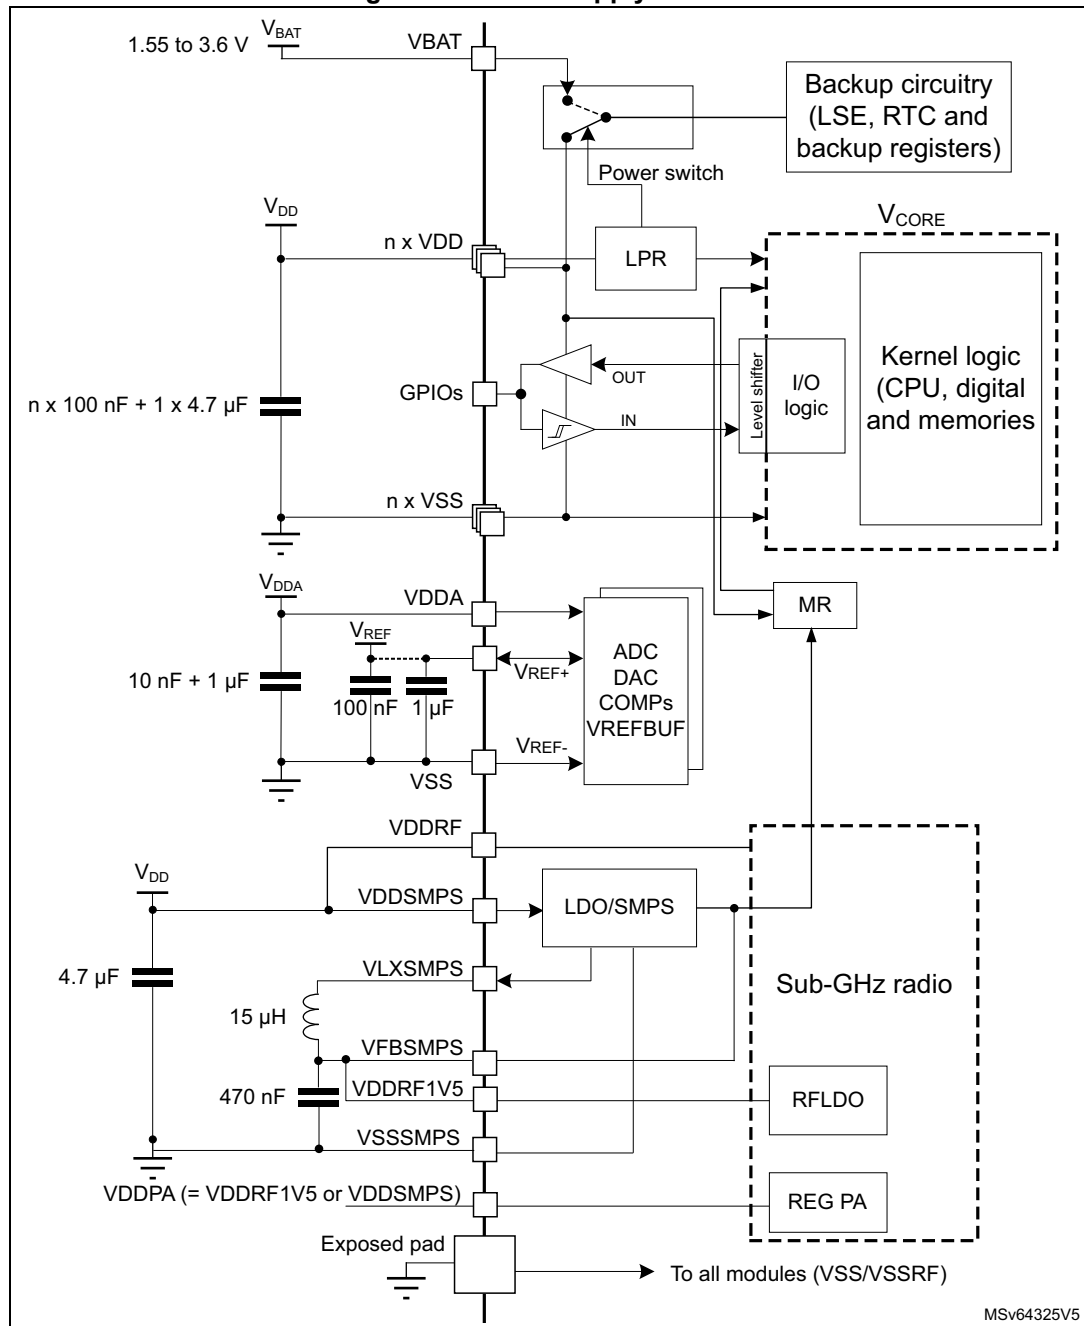 VBAT
1.55 to 3.6 V
VBAT
Backup circuitry
(LSE, RTC and
backup registers)
Power switch
VDD
n x VDD
LPR
VCORE
GPIOs
OUT
IN
Level shifter
I/O
logic
Kernel logic
(CPU, digital
and memories
n x 100 nF + 1 x 4.7 µF
n x VSS
VDDA
VDDA
VREF
VREF+
10 nF + 1 µF
100 nF
1 µF
ADC
DAC
COMPs
VREFBUF
MR
VREF-
VSS
VDDRF
VDD
VDDSMPS
LDO/SMPS
4.7 µF
VLXSMPS
15 µH
Sub-GHz radio
VFBSMPS
470 nF
VDDRF1V5
RFLDO
VSSSMPS
VDDPA (= VDDRF1V5 or VDDSMPS)
REG PA
Exposed pad
To all modules (VSS/VSSRF)
MSv64325V5